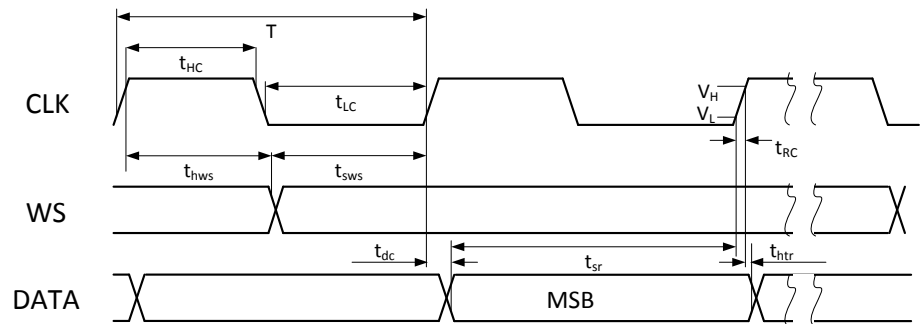 T
tHC
tLC
CLK
VH
VL
tRC
thws
tsws
WS
tdc
tsr
thtr
DATA
MSB